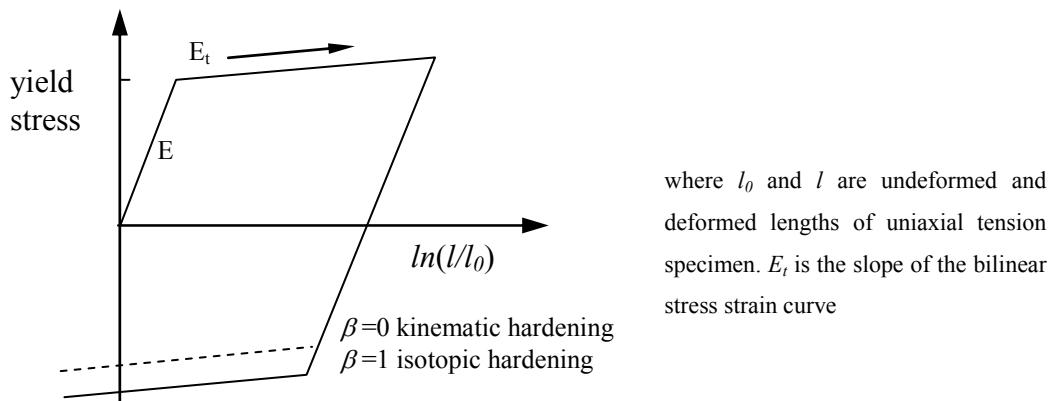 E_t
yield
stress
E
ln(l/l_0)
β=0 kinematic hardening
β=1 isotopic hardening
where l_0 and l are undeformed and
deformed lengths of uniaxial tension
specimen. E_t is the slope of the bilinear
stress strain curve